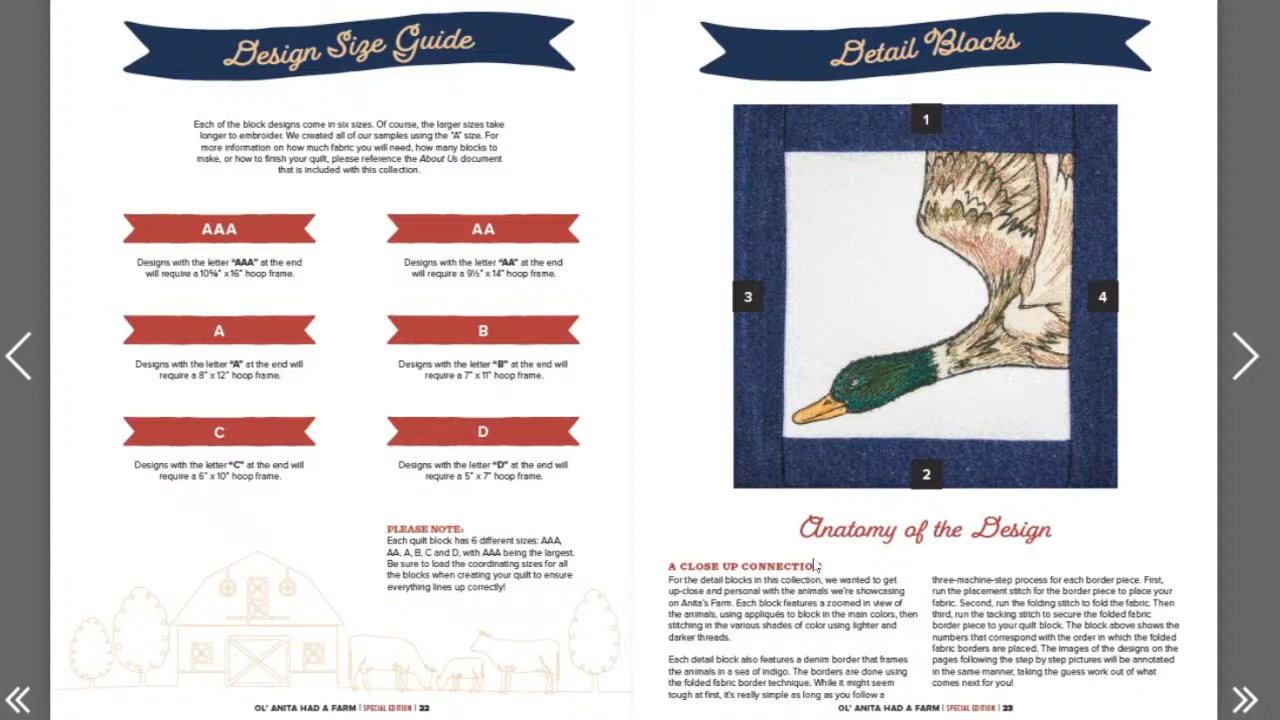 Design Size Guide
Each of the block designs come in six sizes. Of course, the larger sizes take
longer to embroider. We created all of our samples using the "A" size. For
more information on how much fabric you will need, how many blocks to
make, or how to finish your quilt, please reference the About Us document
that is included with this collection.
AAA
Designs with the letter "AAA" at the end
will require a 10⅝" x 16" hoop frame.
AA
Designs with the letter "AA" at the end
will require a 9½" x 14" hoop frame.
A
Designs with the letter "A" at the end will
require a 8" x 12" hoop frame.
B
Designs with the letter "B" at the end will
require a 7" x 11" hoop frame.
C
Designs with the letter "C" at the end will
require a 6" x 10" hoop frame.
D
Designs with the letter "D" at the end will
require a 5" x 7" hoop frame.
PLEASE NOTE:
Each quilt block has 6 different sizes: AAA,
AA, A, B, C and D, with AAA being the largest.
Be sure to load the coordinating sizes for all
the blocks when creating your quilt to ensure
everything lines up correctly!
OL' ANITA HAD A FARM | SPECIAL EDITION | 22
Detail Blocks
1
3
4
2
Anatomy of the Design
A CLOSE UP CONNECTION
For the detail blocks in this collection, we wanted to get
up-close and personal with the animals we're showcasing
on Anita's Farm. Each block features a zoomed in view of
the animals, using appliqués to block in the main colors, then
stitching in the various shades of color using lighter and
darker threads.
Each detail block also features a denim border that frames
the animals in a sea of indigo. The borders are done using
the folded fabric border technique. While it might seem
tough at first, it's really simple as long as you follow a
three-machine-step process for each border piece. First,
run the placement stitch for the border piece to place your
fabric. Second, run the folding stitch to fold the fabric. Then
third, run the tacking stitch to secure the folded fabric
border piece to your quilt block. The block above shows the
numbers that correspond with the order in which the folded
fabric borders are placed. The images of the designs on the
pages following the step by step pictures will be annotated
in the same manner, taking the guess work out of what
comes next for you!
OL' ANITA HAD A FARM | SPECIAL EDITION | 23